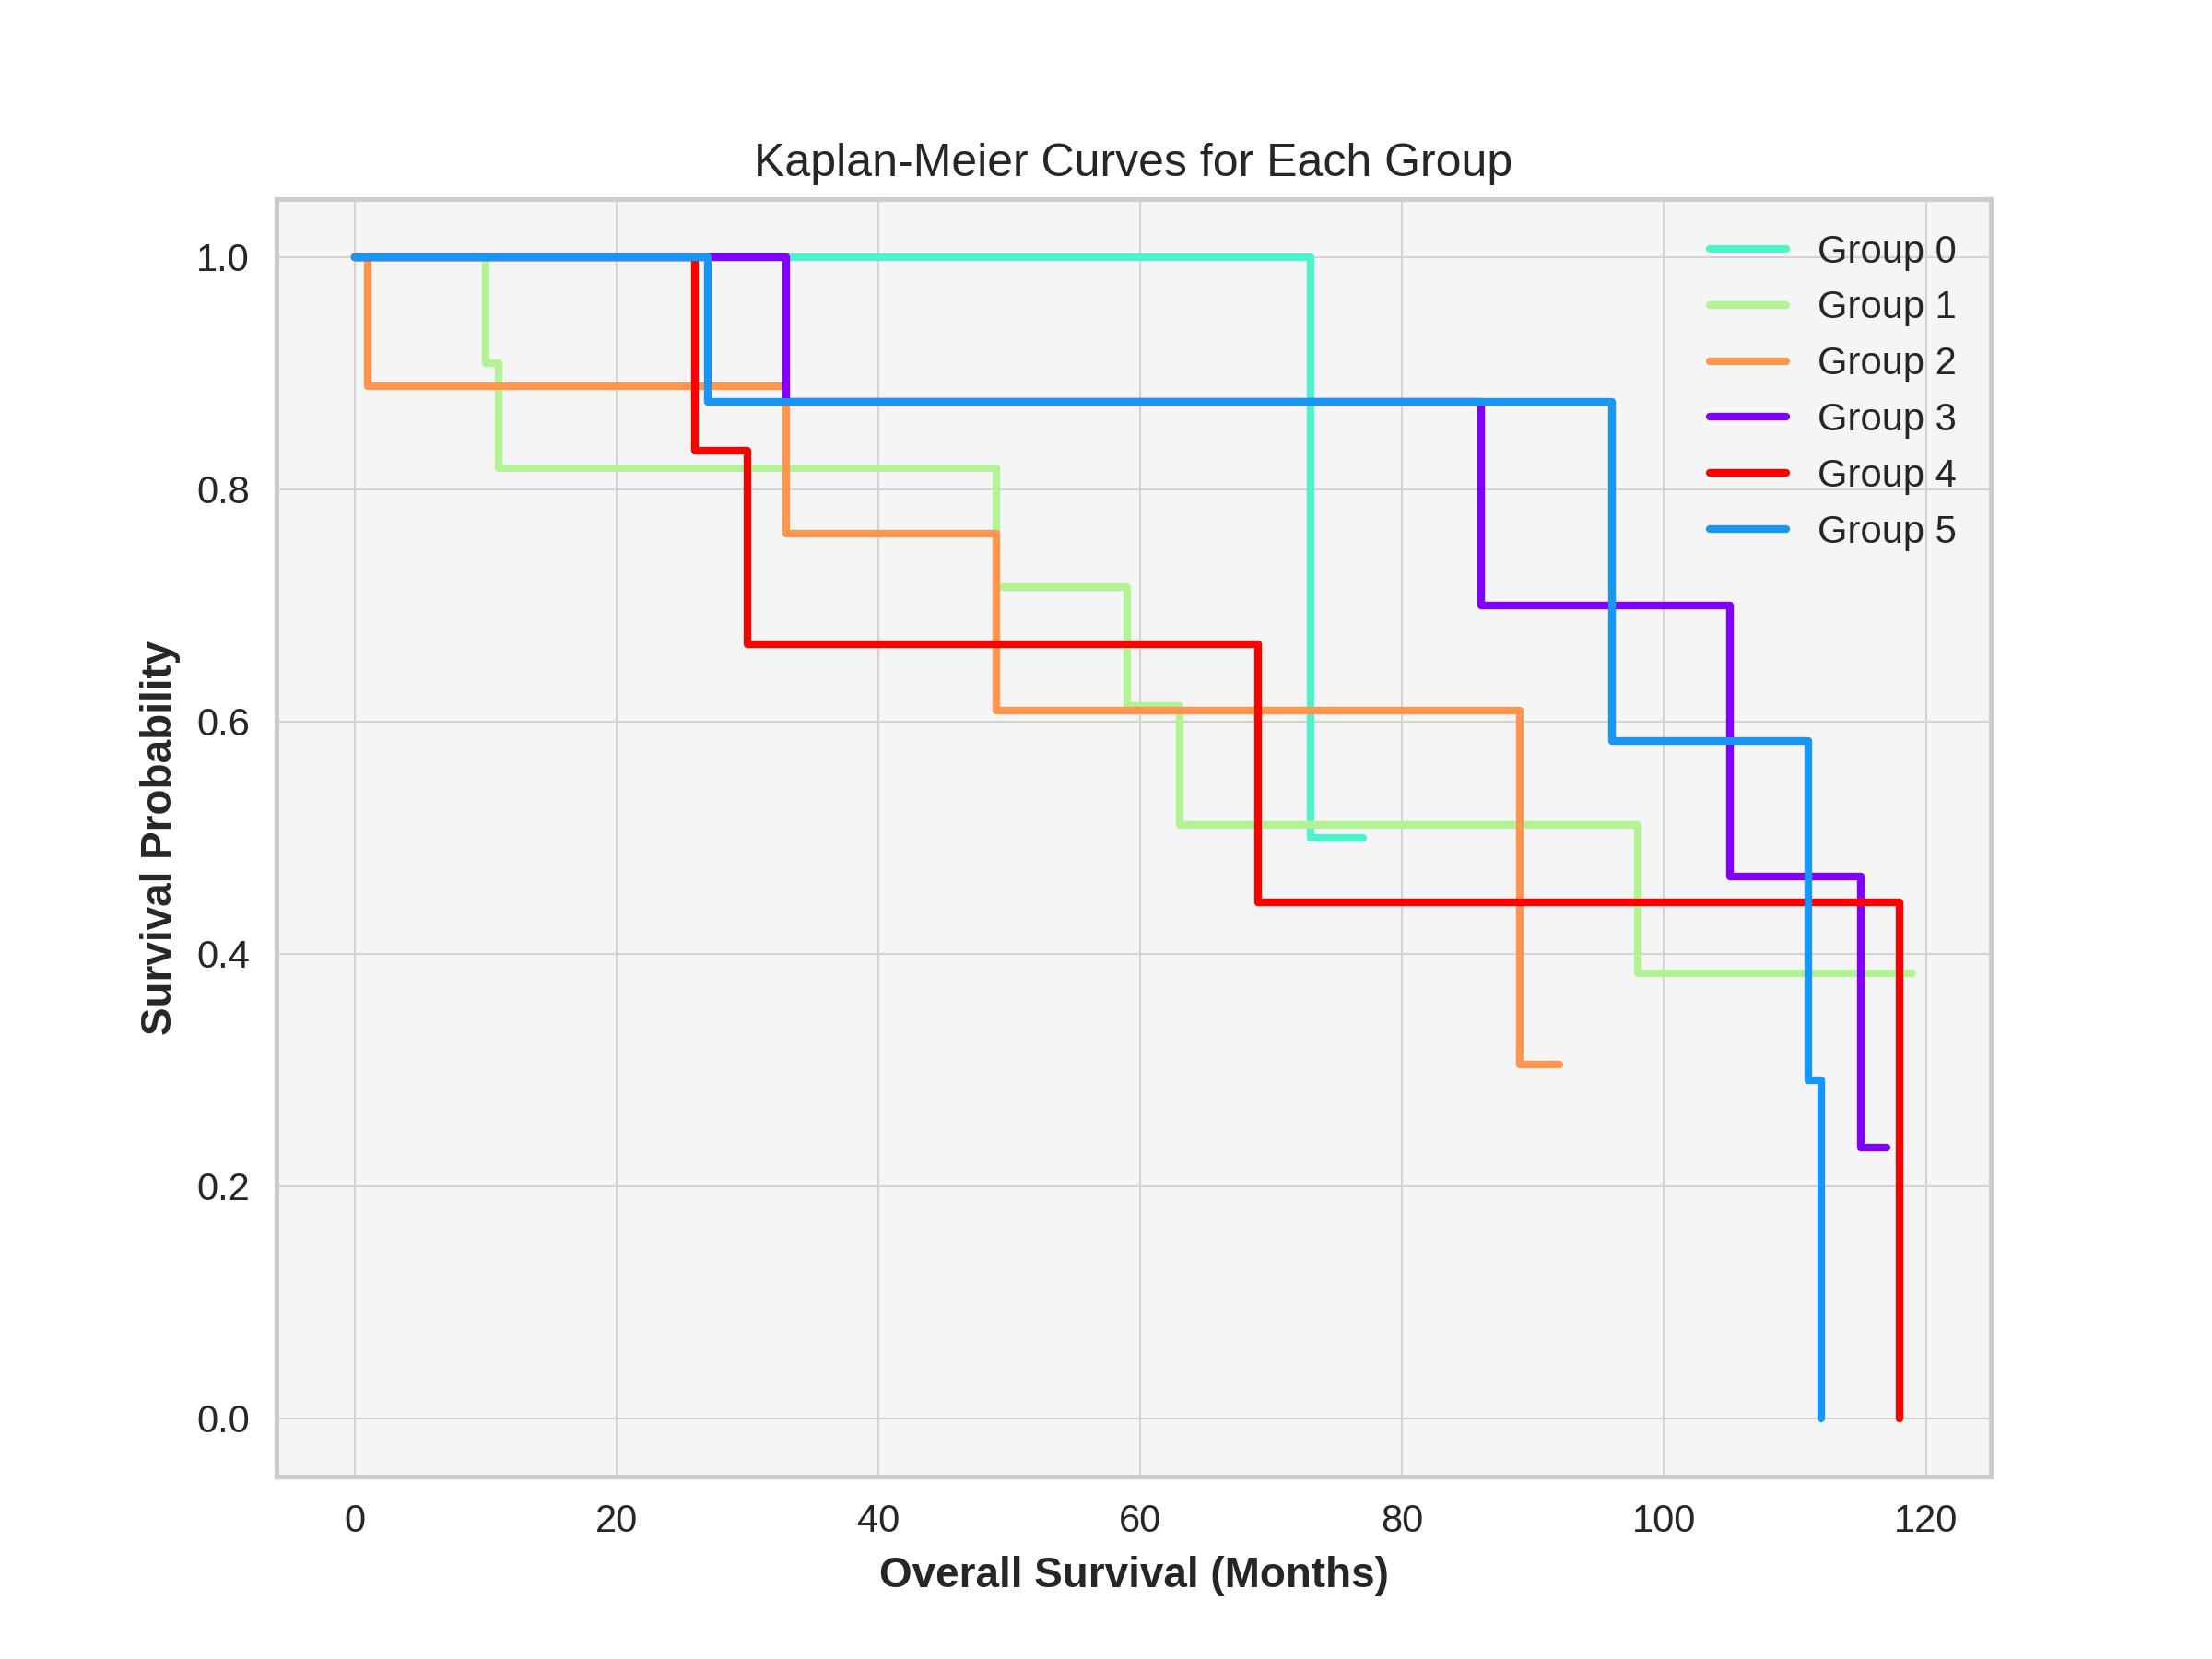 Kaplan-Meier Curves for Each Group
Survival Probability
1.0
0.8
0.6
0.4
0.2
0.0
Group 0
Group 1
Group 2
Group 3
Group 4
Group 5
0 20 40 60 80 100 120
Overall Survival (Months)